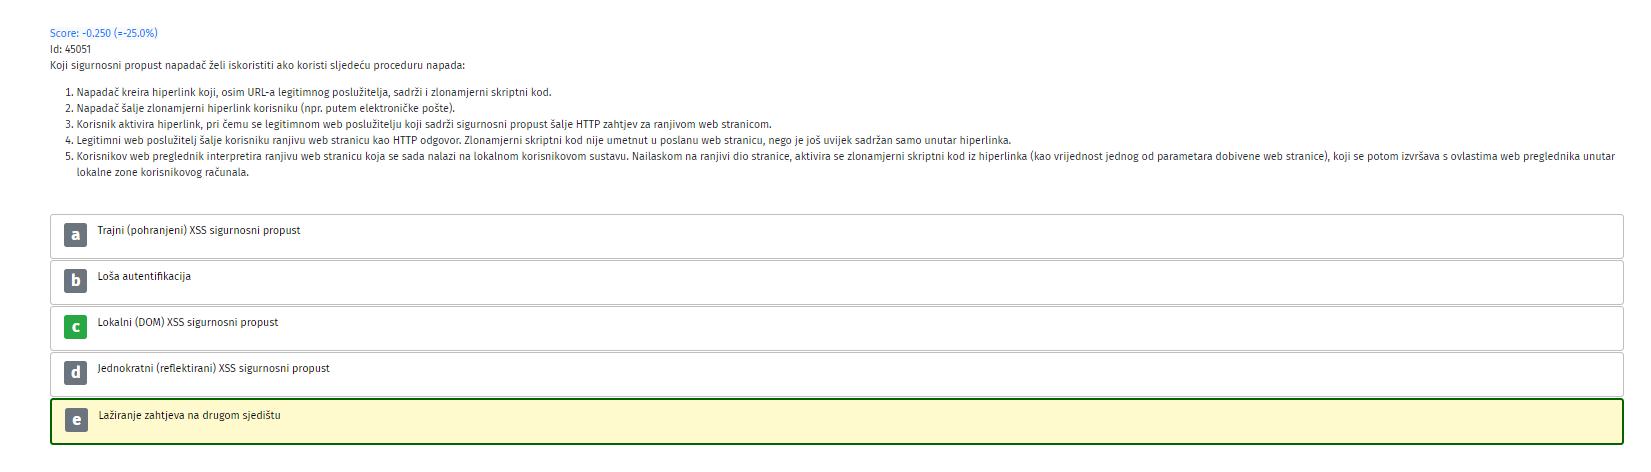 Score: -0.250 (=-25.0%)
Id: 45051
Koji sigurnosni propust napadač želi iskoristiti ako koristi sljedeću proceduru napada:
1. Napadač kreira hiperlink koji, osim URL-a legitimnog poslužitelja, sadrži i zlonamjerni skriptni kod.
2. Napadač šalje zlonamjerni hiperlink korisniku (npr. putem elektroničke pošte).
3. Korisnik aktivira hiperlink, pri čemu se legitimnom web poslužitelju koji sadrži sigurnosni propust šalje HTTP zahtjev za ranjivom web stranicom.
4. Legitimni web poslužitelj šalje korisniku ranjivu web stranicu kao HTTP odgovor. Zlonamjerni skriptni kod nije umetnut u poslanu web stranicu, nego je još uvijek sadržan samo unutar hiperlinka.
5. Korisnikov web preglednik interpretira ranjivu web stranicu koja se sada nalazi na lokalnom korisnikovom sustavu. Nailaskom na ranjivi dio stranice, aktivira se zlonamjerni skriptni kod iz hiperlinka (kao vrijednost jednog od parametara dobivene web stranice), koji se potom izvršava s ovlastima web preglednika unutar
lokalne zone korisnikovog računala.
a Trajni (pohranjeni) XSS sigurnosni propust
b Loša autentifikacija
c Lokalni (DOM) XSS sigurnosni propust
d Jednokratni (reflektirani) XSS sigurnosni propust
e Lažiranje zahtjeva na drugom sjedištu